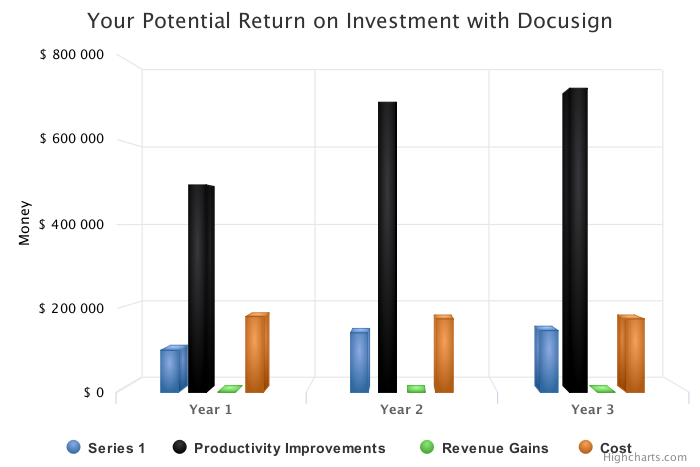 Your Potential Return on Investment with Docusign
$ 800 000
$ 600 000
$ 400 000
$ 200 000
$ 0
Money
Year 1
Year 2
Year 3
Series 1
Productivity Improvements
Revenue Gains
Cost
Highcharts.com